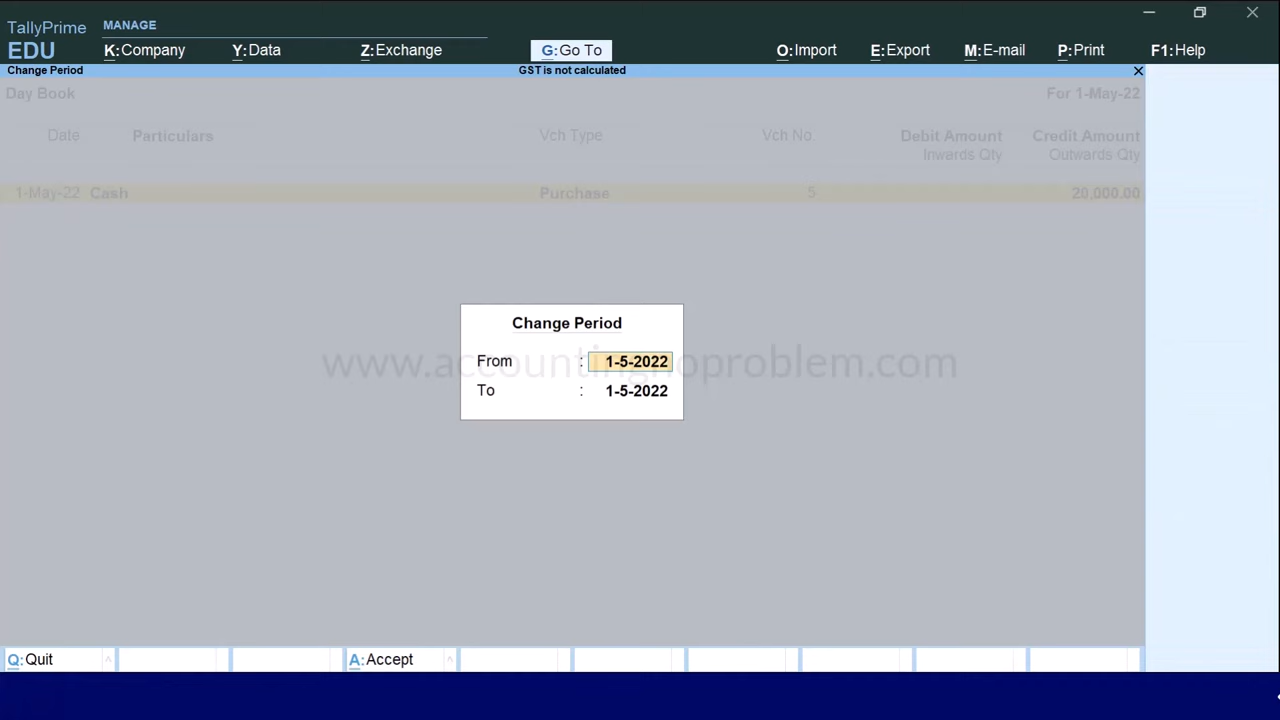 TallyPrime
EDU
MANAGE
K:Company Y:Data Z:Exchange G:Go To O:Import E:Export M:E-mail P:Print F1:Help
Change Period GST is not calculated
Day Book For 1-May-22
Date Particulars Vch Type Vch No. Debit Amount Credit Amount
Inwards Qty Outwards Qty
1-May-22 Cash Purchase 5 20,000.00
Change Period
From : 1-5-2022
To : 1-5-2022
www.accountingnoproblem.com
Q:Quit A:Accept